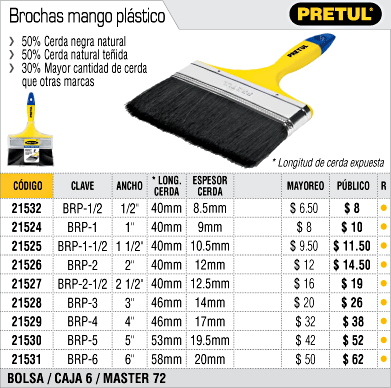 Brochas mango plástico
PRETUL®
50% Cerda negra natural
50% Cerda natural teñida
30% Mayor cantidad de cerda
que otras marcas
PRETUL
* Longitud de cerda expuesta
CÓDIGO CLAVE ANCHO * LONG. CERDA ESPESOR CERDA MAYOREO PÚBLICO R
21532 BRP-1/2 1/2" 40mm 8.5mm $ 6.50 $ 8
21524 BRP-1 1" 40mm 9mm $ 8 $ 10
21525 BRP-1-1/2 1 1/2" 40mm 10.5mm $ 9.50 $ 11.50
21526 BRP-2 2" 40mm 12mm $ 12 $ 14.50
21527 BRP-2-1/2 2 1/2" 40mm 12.5mm $ 16 $ 19
21528 BRP-3 3" 46mm 14mm $ 20 $ 26
21529 BRP-4 4" 46mm 17mm $ 32 $ 38
21530 BRP-5 5" 53mm 19.5mm $ 42 $ 52
21531 BRP-6 6" 58mm 20mm $ 50 $ 62
BOLSA / CAJA 6 / MASTER 72